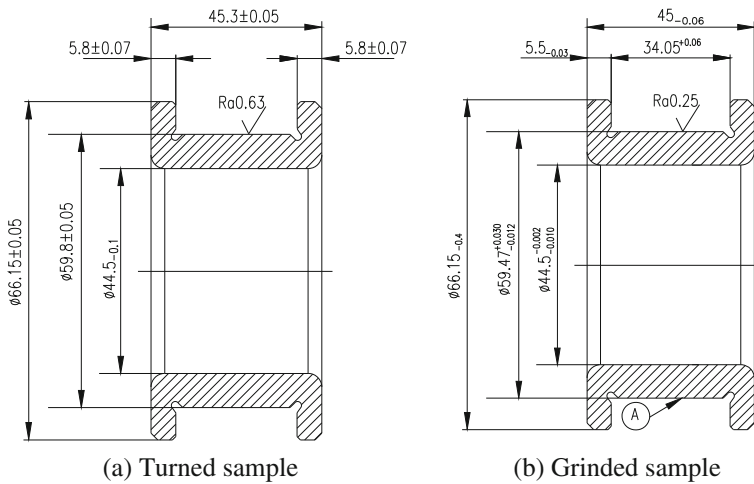 45.3±0.05
5.8±0.07
5.8±0.07
Ra0.63
ø66.15±0.05
ø59.8±0.05
ø44.5-0.1
(a) Turned sample
45-0.06
5.5-0.03
34.05+0.06
Ra0.25
ø66.15-0.4
ø59.47+0.030-0.012
ø44.5-0.002-0.010
A
(b) Grinded sample